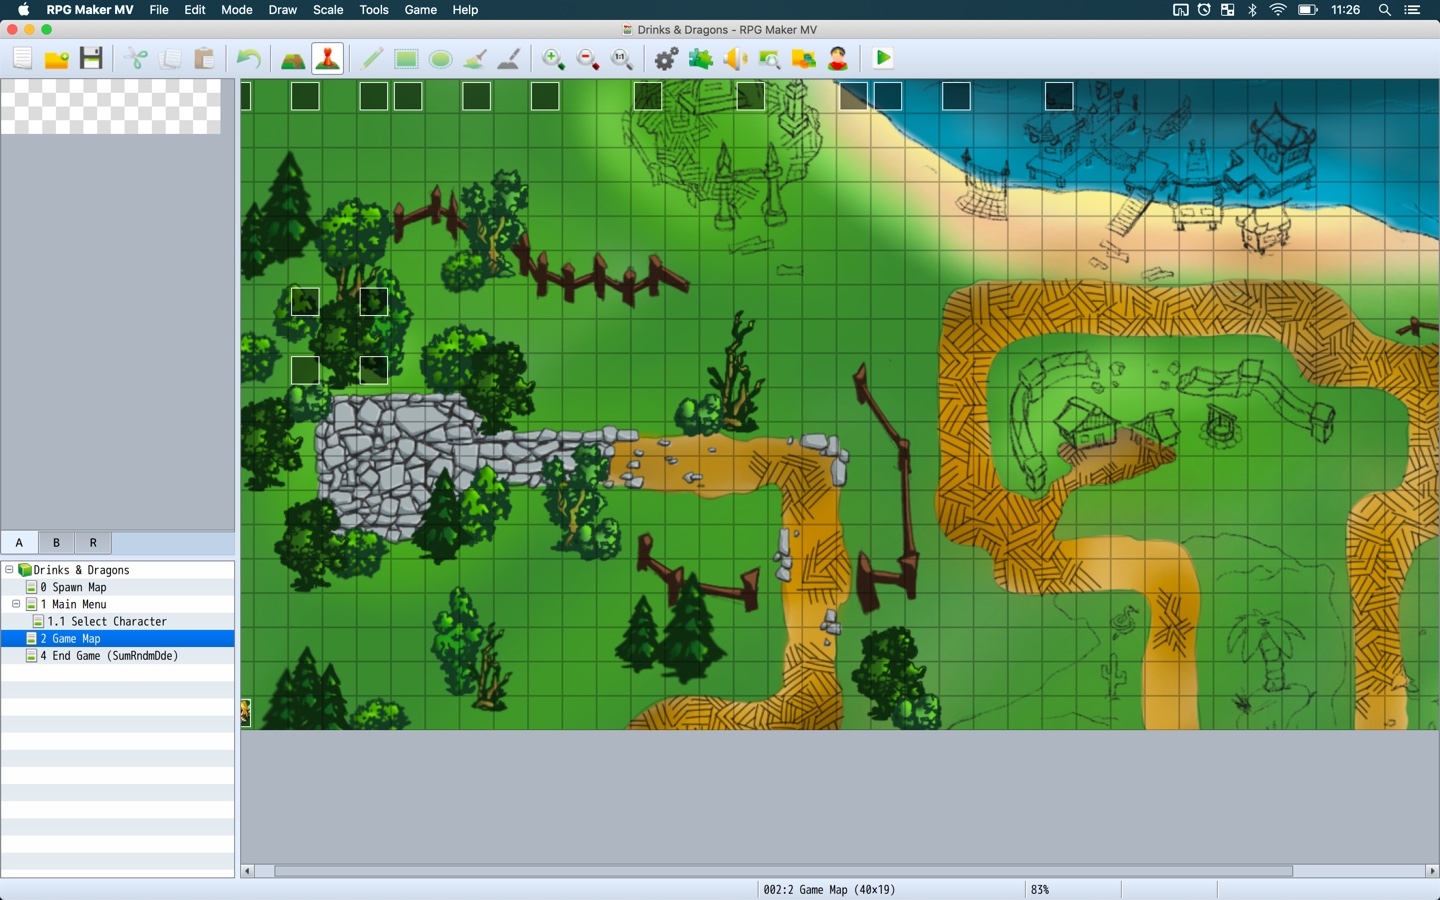 RPG Maker MV File Edit Mode Draw Scale Tools Game Help 11:26
Drinks & Dragons - RPG Maker MV
1:1
A B R
Drinks & Dragons
0 Spawn Map
1 Main Menu
1.1 Select Character
2 Game Map
4 End Game (SumRndmDde)
002:2 Game Map (40x19) 83%